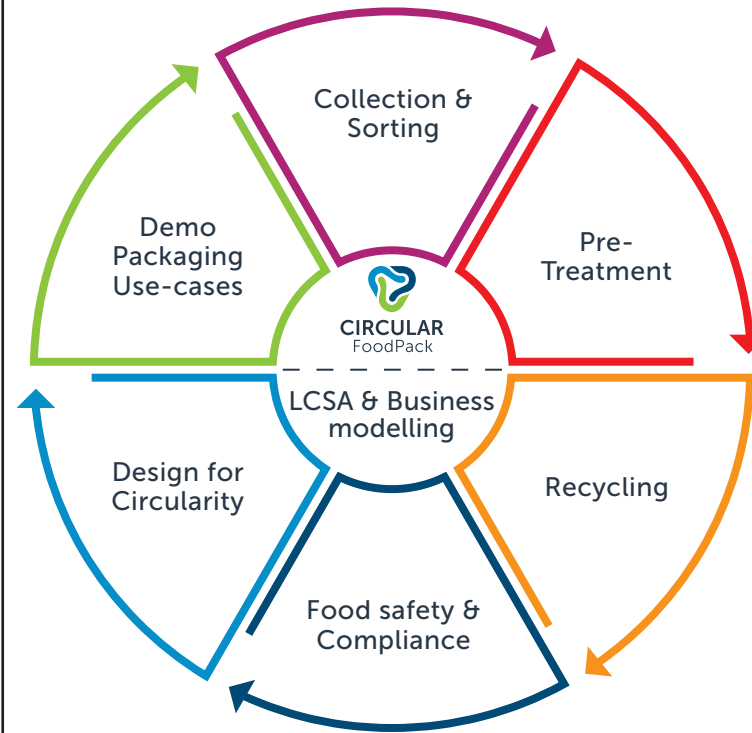 Collection &
Sorting
Demo
Packaging
Use-cases
Pre-
Treatment
CIRCULAR
FoodPack
LCSA & Business
modelling
Design for
Circularity
Recycling
Food safety &
Compliance